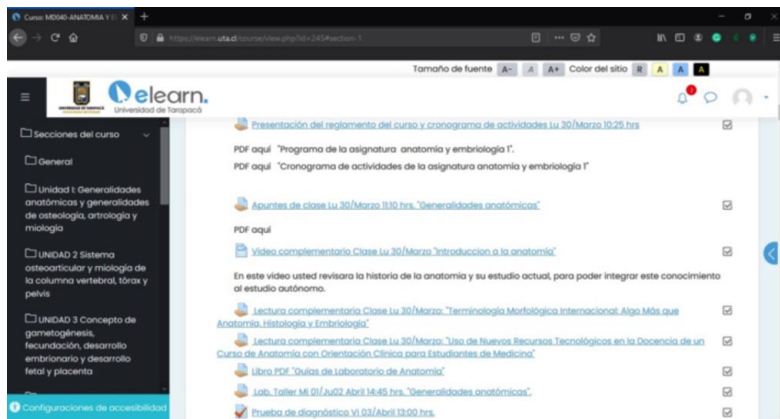 Curso: MD040-ANATOMIA Y E
https://elearn.uta.cl/course/view.php?id=245#section-1
Tamaño de fuente A- A A+ Color del sitio R A A A
elearn.
Universidad de Tarapacá
Secciones del curso
General
Unidad I: Generalidades
anatómicas y generalidades
de osteología, artrología y
miología
UNIDAD 2 Sistema
osteoarticular y miología de
la columna vertebral, tórax y
pelvis
UNIDAD 3 Concepto de
gametogénesis,
fecundación, desarrollo
embrionario y desarrollo
fetal y placenta
Configuraciones de accesibilidad
Presentación del reglamento del curso y cronograma de actividades Lu 30/Marzo 10:25 hrs
PDF aquí "Programa de la asignatura anatomía y embriología I".
PDF aquí "Cronograma de actividades de la asignatura anatomía y embriología I"
Apuntes de clase Lu 30/Marzo 11:10 hrs. "Generalidades anatómicas"
PDF aquí
Video complementario Clase Lu 30/Marzo "Introduccion a la anatomía"
En este video usted revisara la historia de la anatomía y su estudio actual, para poder integrar este conocimiento
al estudio autónomo.
Lectura complementaria Clase Lu 30/Marzo: "Terminología Morfológica Internacional: Algo Más que
Anatomía, Histología y Embriología"
Lectura complementaria Clase Lu 30/Marzo: "Uso de Nuevos Recursos Tecnológicos en la Docencia de un
Curso de Anatomía con Orientación Clínica para Estudiantes de Medicina"
Libro PDF "Guías de Laboratorio de Anatomía"
Lab. Taller Mi 01/Ju02 Abril 14:45 hrs. "Generalidades anatómicas".
Prueba de diagnóstico Vi 03/Abril 13:00 hrs.